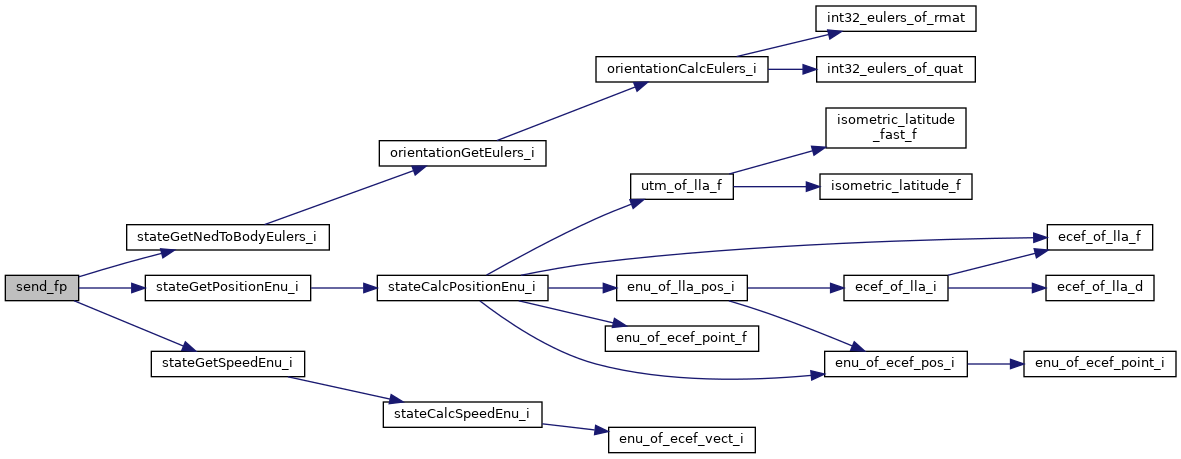 int32_eulers_of_rmat
orientationCalcEulers_i
int32_eulers_of_quat
isometric_latitude
_fast_f
orientationGetEulers_i
utm_of_lla_f
isometric_latitude_f
stateGetNedToBodyEulers_i
ecef_of_lla_f
send_fp
stateGetPositionEnu_i
stateCalcPositionEnu_i
enu_of_lla_pos_i
ecef_of_lla_i
ecef_of_lla_d
enu_of_ecef_point_f
stateGetSpeedEnu_i
enu_of_ecef_pos_i
enu_of_ecef_point_i
stateCalcSpeedEnu_i
enu_of_ecef_vect_i